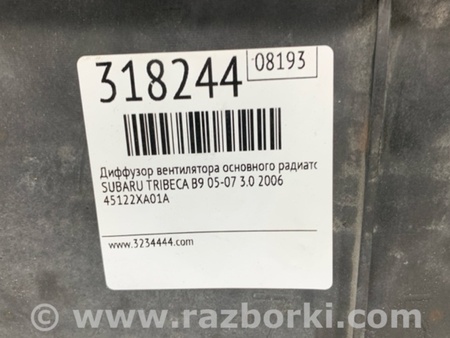 318244
08193
Диффузор вентилятора основного радиато
SUBARU TRIBECA B9 05-07 3.0 2006
45122XA01A
www.3234444.com
www.razborki.com